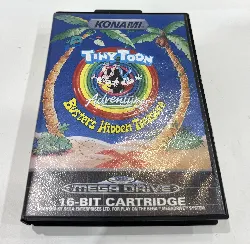 KONAMI
TINY TOON
Adventures
Buster's Hidden Treasure
MEGA DRIVE
16-BIT CARTRIDGE